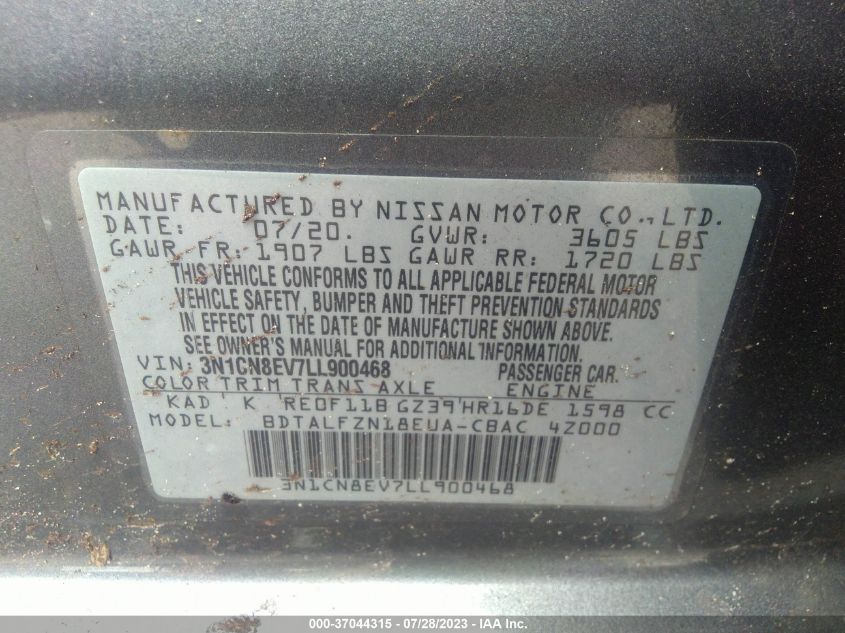 MANUFACTURED BY NISSAN MOTOR CO., LTD.
DATE: 07/20. GVWR: 3605 LBS
GAWR FR: 1907 LBS GAWR RR: 1720 LBS
THIS VEHICLE CONFORMS TO ALL APPLICABLE FEDERAL MOTOR
VEHICLE SAFETY, BUMPER AND THEFT PREVENTION STANDARDS
IN EFFECT ON THE DATE OF MANUFACTURE SHOWN ABOVE.
SEE OWNER'S MANUAL FOR ADDITIONAL INFORMATION.
VIN: 3N1CN8EV7LL900468 PASSENGER CAR.
COLOR TRIM TRANS AXLE ENGINE
KAD K RE0F11B GZ39 HR16DE 1598 CC
MODEL: BDTALFZN18EUA-CBAC 4Z000
3N1CN8EV7LL900468
000-37044315 - 07/28/2023 - IAA Inc.